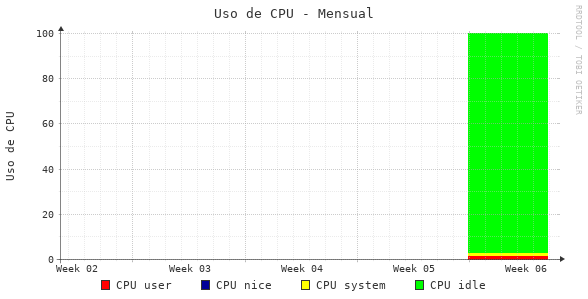 Uso de CPU - Mensual
RRDTOOL / TOBI OETIKER
Uso de CPU
100
80
60
40
20
0
Week 02 Week 03 Week 04 Week 05 Week 06
CPU user CPU nice CPU system CPU idle